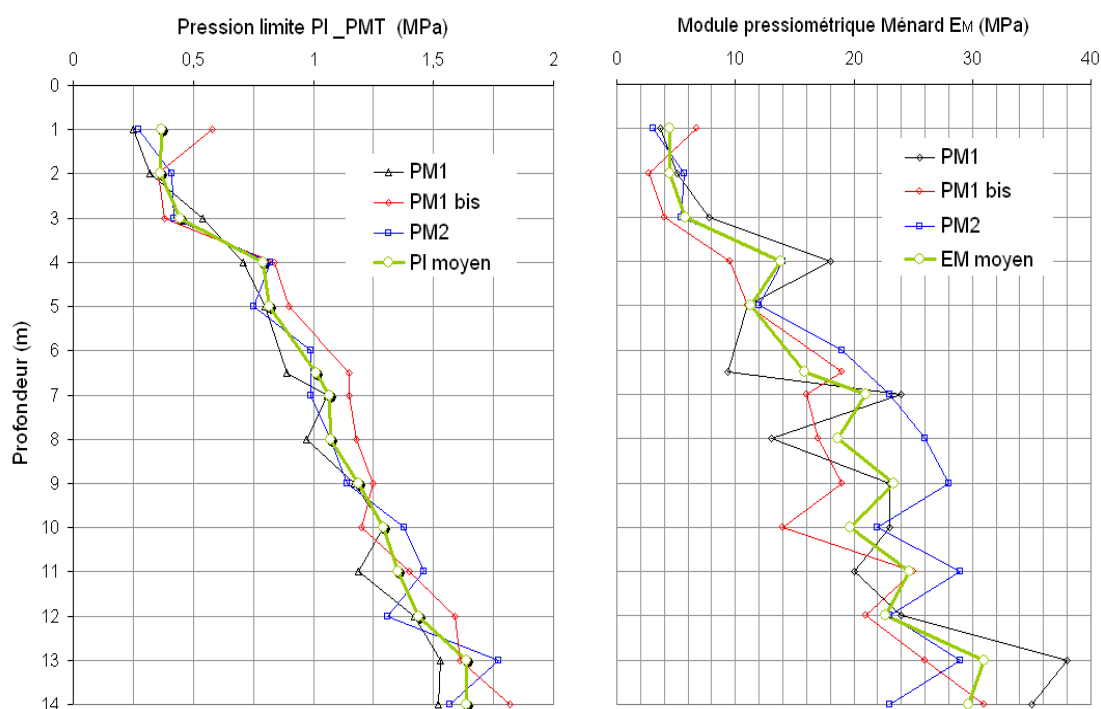 Pression limite Pl _PMT (MPa)
0 0,5 1 1,5 2
0
1
2
3
4
5
6
7
8
9
10
11
12
13
14
Profondeur (m)
PM1
PM1 bis
PM2
Pl moyen
Module pressiométrique Ménard EM (MPa)
0 10 20 30 40
PM1
PM1 bis
PM2
EM moyen